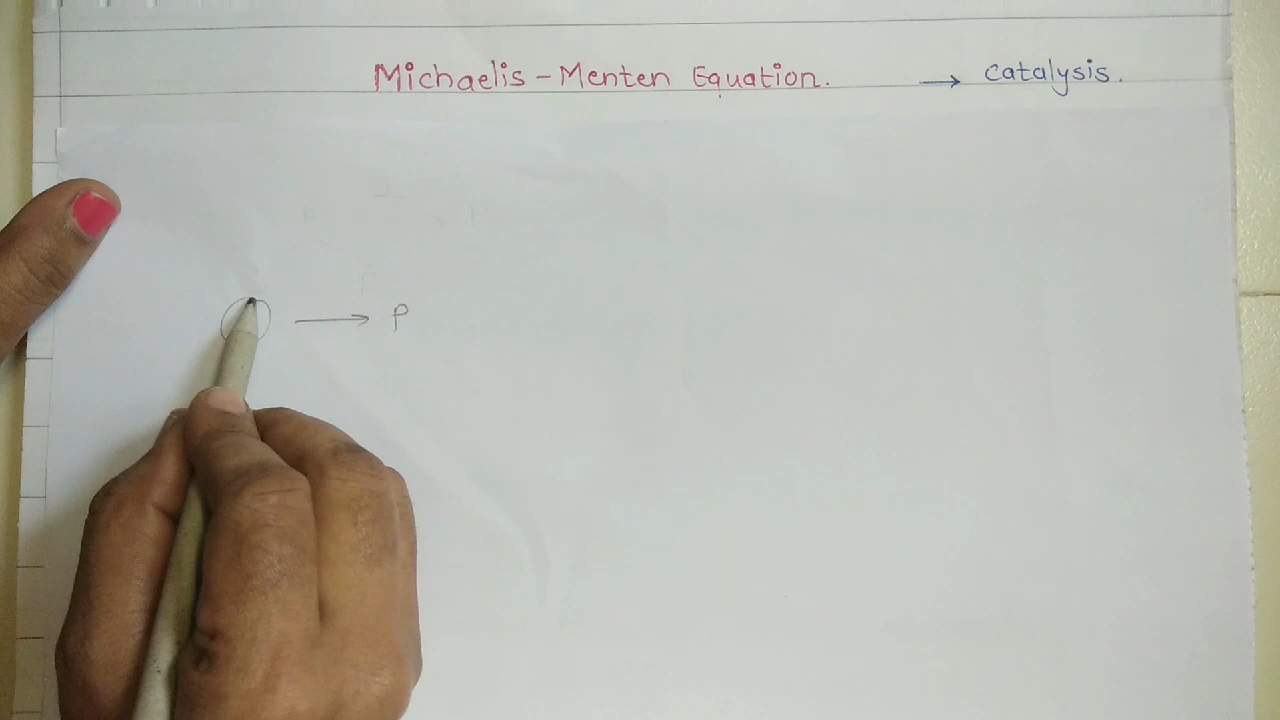 Michaelis - Menten Equation. → catalysis.
→ P